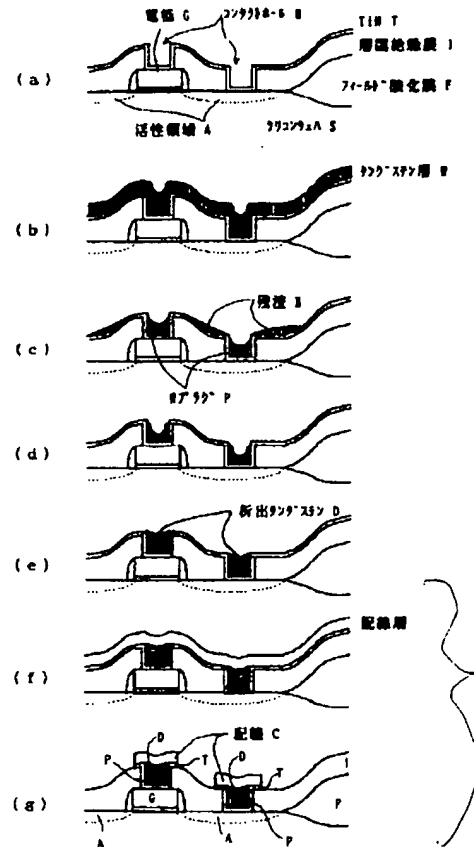 電極 G
コンタクトホール H
TiN T
層間絶縁膜 I
フィールド酸化膜 F
(a)
活性領域 A
シリコンウェハ S
タングステン層 W
(b)
残渣 X
(c)
Wプラグ P
(d)
析出タングステン D
(e)
配線層
(f)
配線 C
D
D
P
T
T
I
(g)
G
P
F
A
A